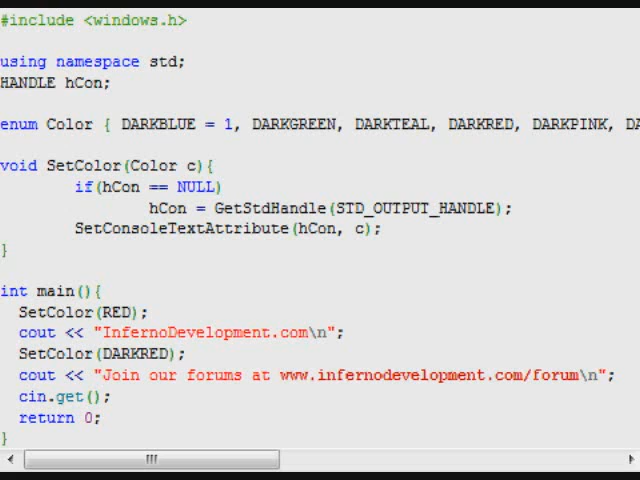 #include <windows.h>
using namespace std;
HANDLE hCon;
enum Color { DARKBLUE = 1, DARKGREEN, DARKTEAL, DARKRED, DARKPINK, DA
void SetColor(Color c){
if(hCon == NULL)
hCon = GetStdHandle(STD_OUTPUT_HANDLE);
SetConsoleTextAttribute(hCon, c);
}
int main(){
SetColor(RED);
cout << "InfernoDevelopment.com\n";
SetColor(DARKRED);
cout << "Join our forums at www.infernodevelopment.com/forum\n";
cin.get();
return 0;
}